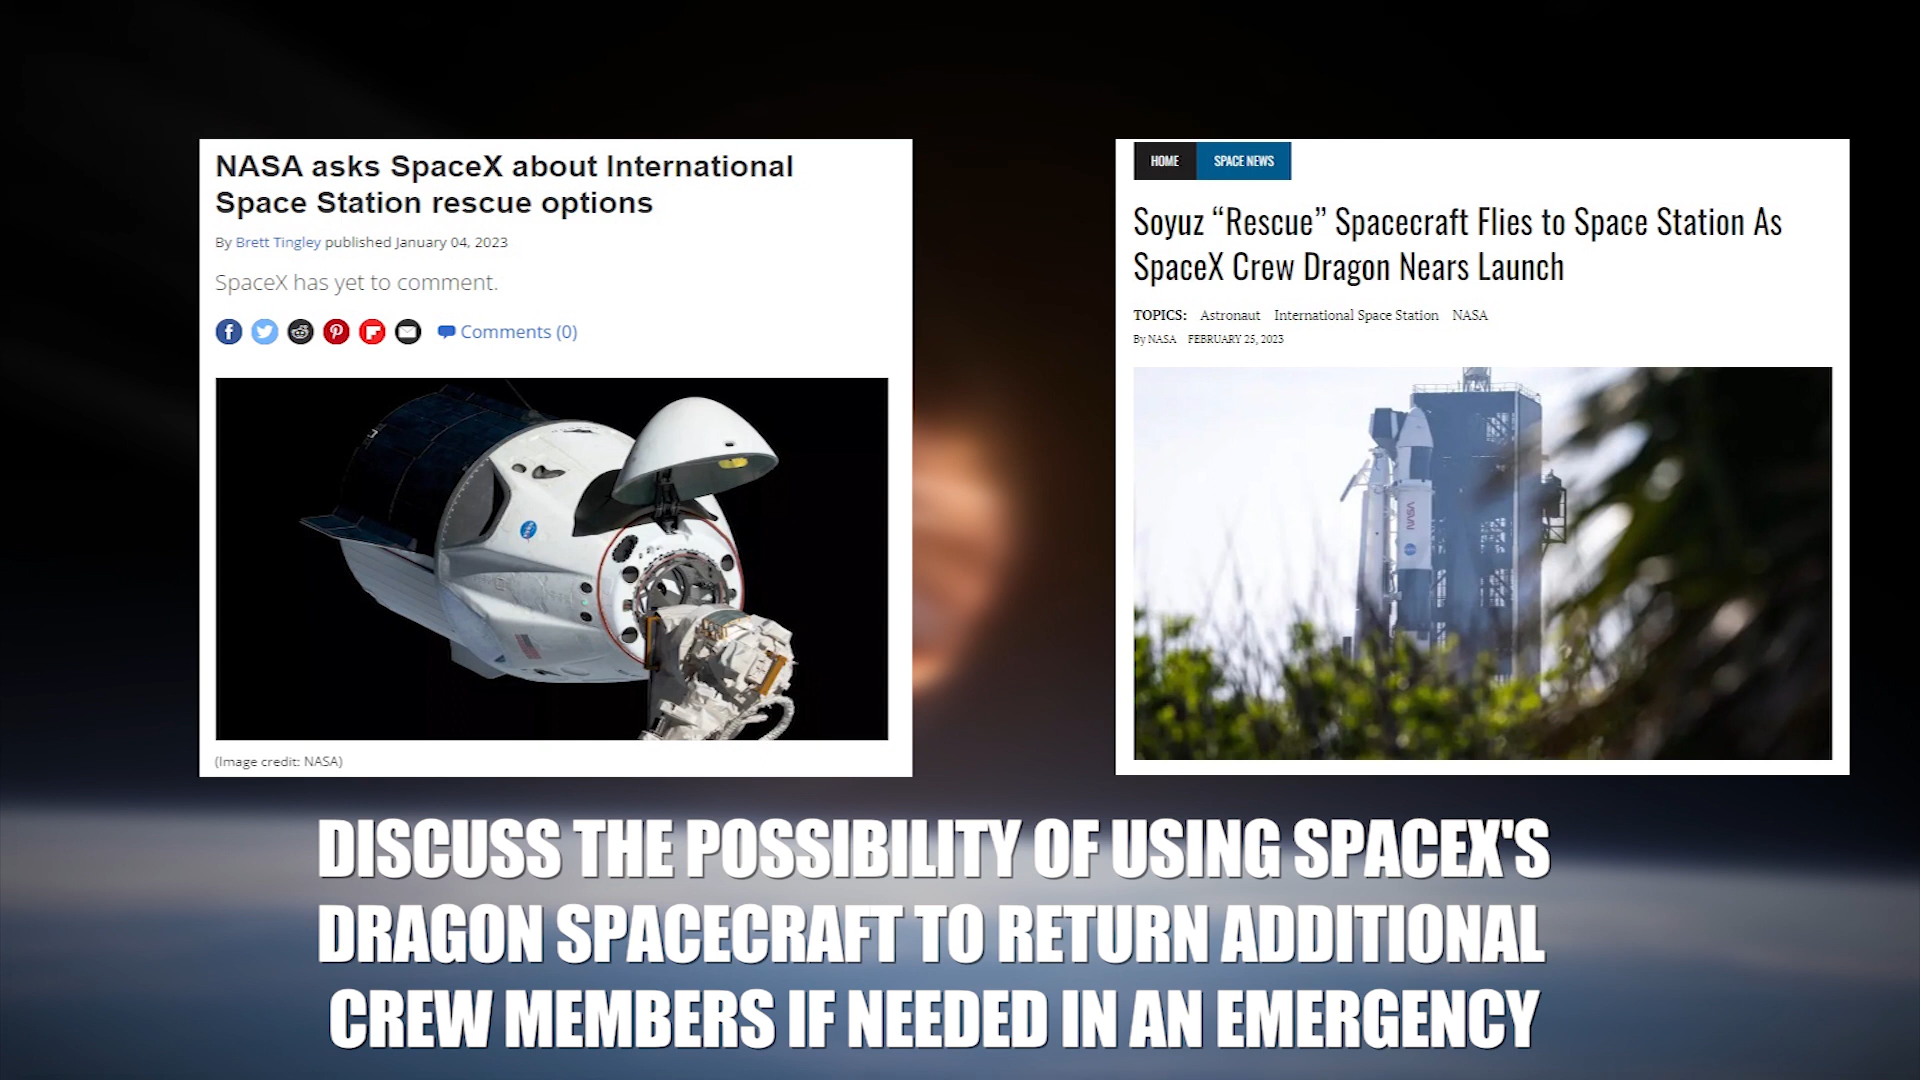 NASA asks SpaceX about International
Space Station rescue options
By Brett Tingley published January 04, 2023
SpaceX has yet to comment.
Comments (0)
(Image credit: NASA)
HOME SPACE NEWS
Soyuz “Rescue” Spacecraft Flies to Space Station As
SpaceX Crew Dragon Nears Launch
TOPICS: Astronaut International Space Station NASA
By NASA FEBRUARY 25, 2023
NASA
DISCUSS THE POSSIBILITY OF USING SPACEX'S
DRAGON SPACECRAFT TO RETURN ADDITIONAL
CREW MEMBERS IF NEEDED IN AN EMERGENCY